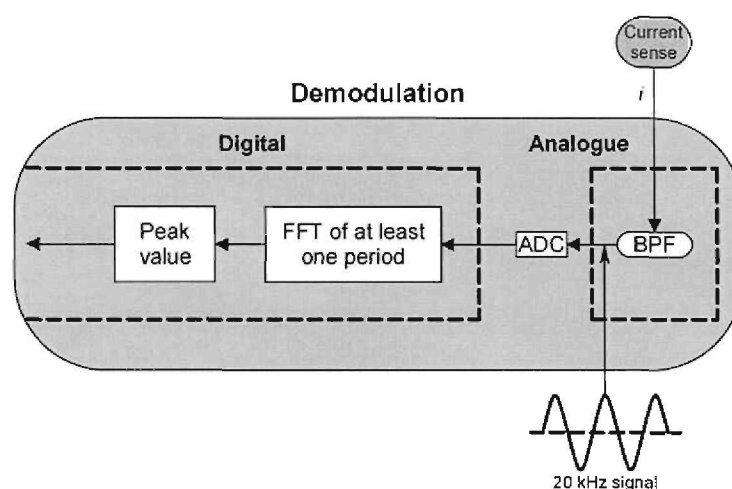 Current
sense
i
Demodulation
Digital
Analogue
Peak
value
FFT of at least
one period
ADC
BPF
20 kHz signal